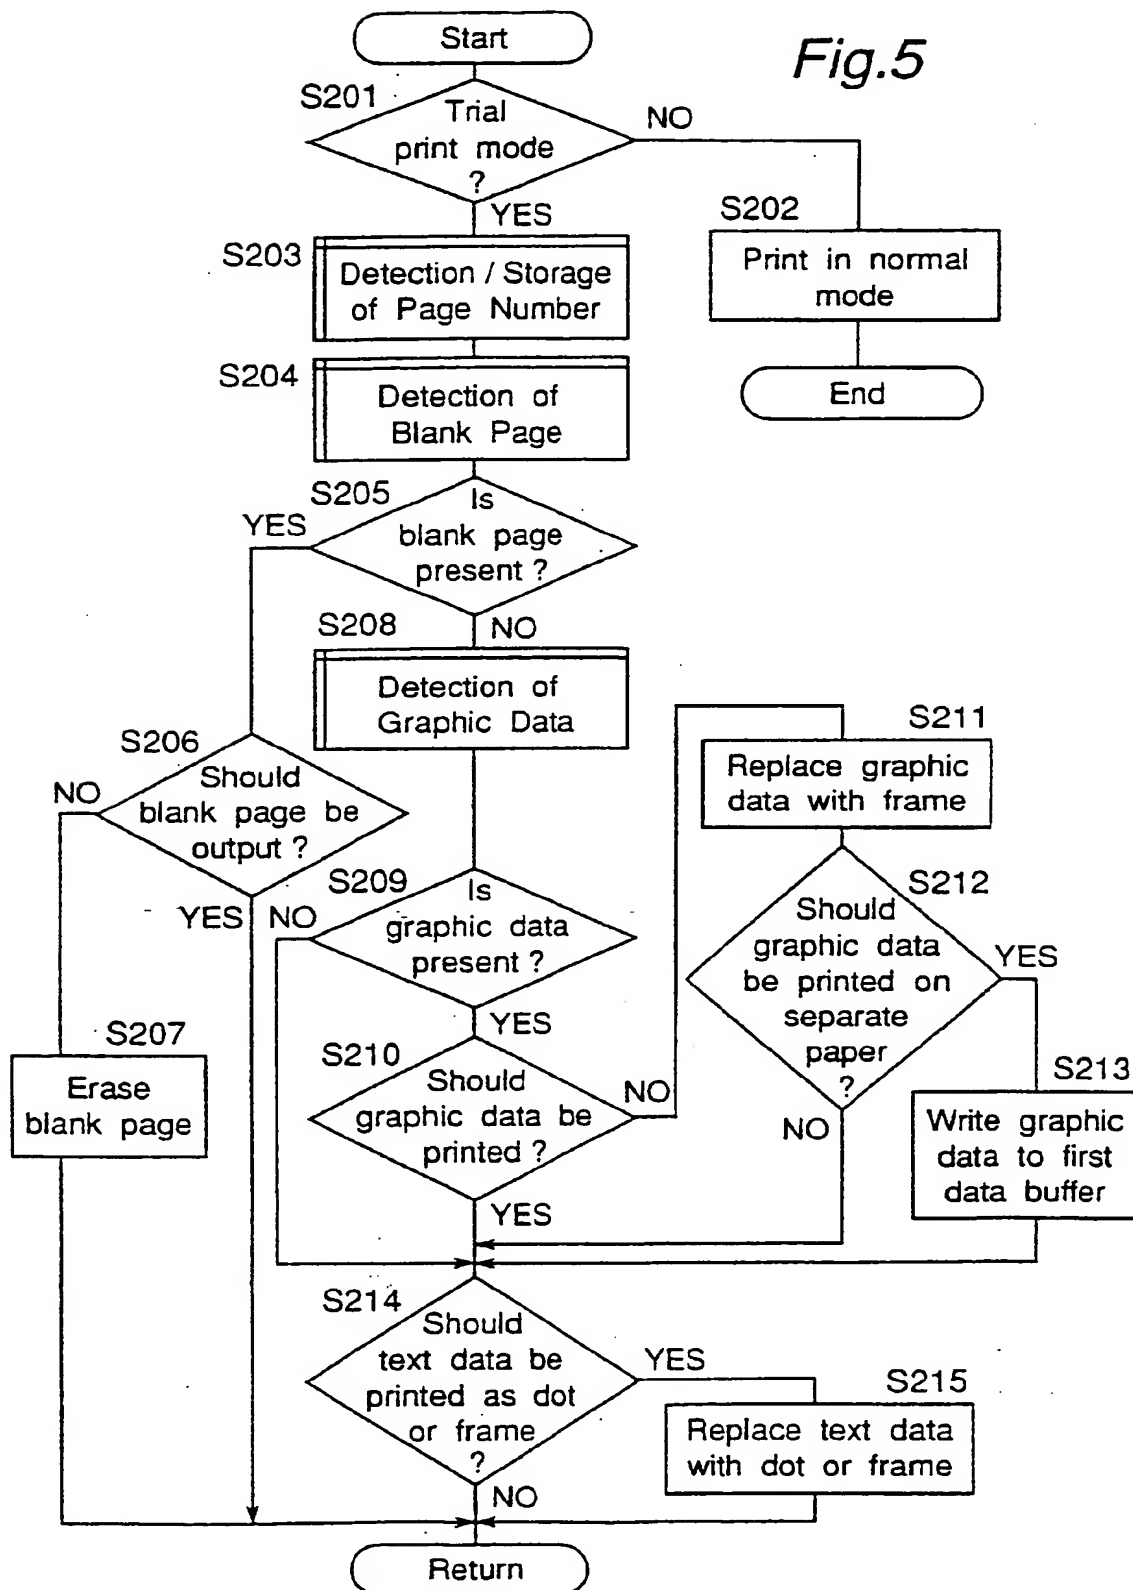 Start
Fig.5
S201
Trial
print mode
?
NO
YES
S202
Print in normal
mode
End
S203
Detection / Storage
of Page Number
S204
Detection of
Blank Page
S205
Is
blank page
present ?
YES
NO
S208
Detection of
Graphic Data
S206
Should
blank page be
output ?
NO
YES
S207
Erase
blank page
S209
Is
graphic data
present ?
NO
YES
S210
Should
graphic data be
printed ?
NO
YES
S211
Replace graphic
data with frame
S212
Should
graphic data
be printed on
separate
paper
?
YES
NO
S213
Write graphic
data to first
data buffer
S214
Should
text data be
printed as dot
or frame
?
YES
NO
S215
Replace text data
with dot or frame
Return